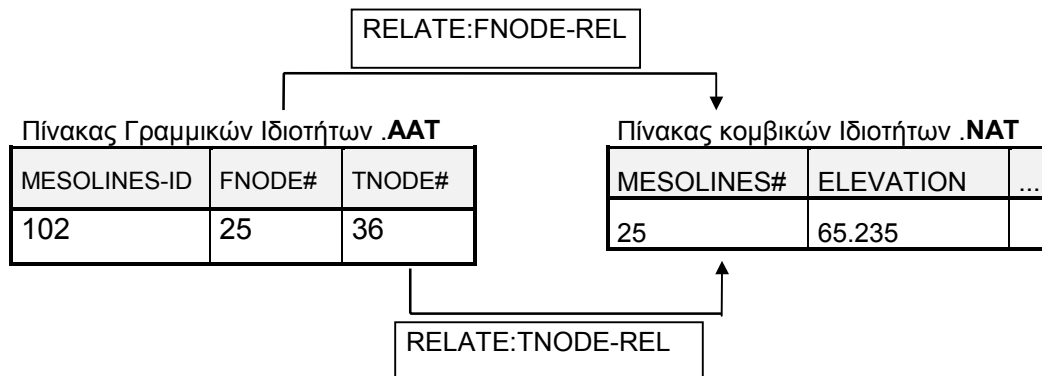 RELATE:FNODE-REL
Πίνακας Γραμμικών Ιδιοτήτων .AAT
Πίνακας κομβικών Ιδιοτήτων .NAT
MESOLINES-ID FNODE# TNODE#
MESOLINES# ELEVATION ...
102 25 36
25 65.235
RELATE:TNODE-REL